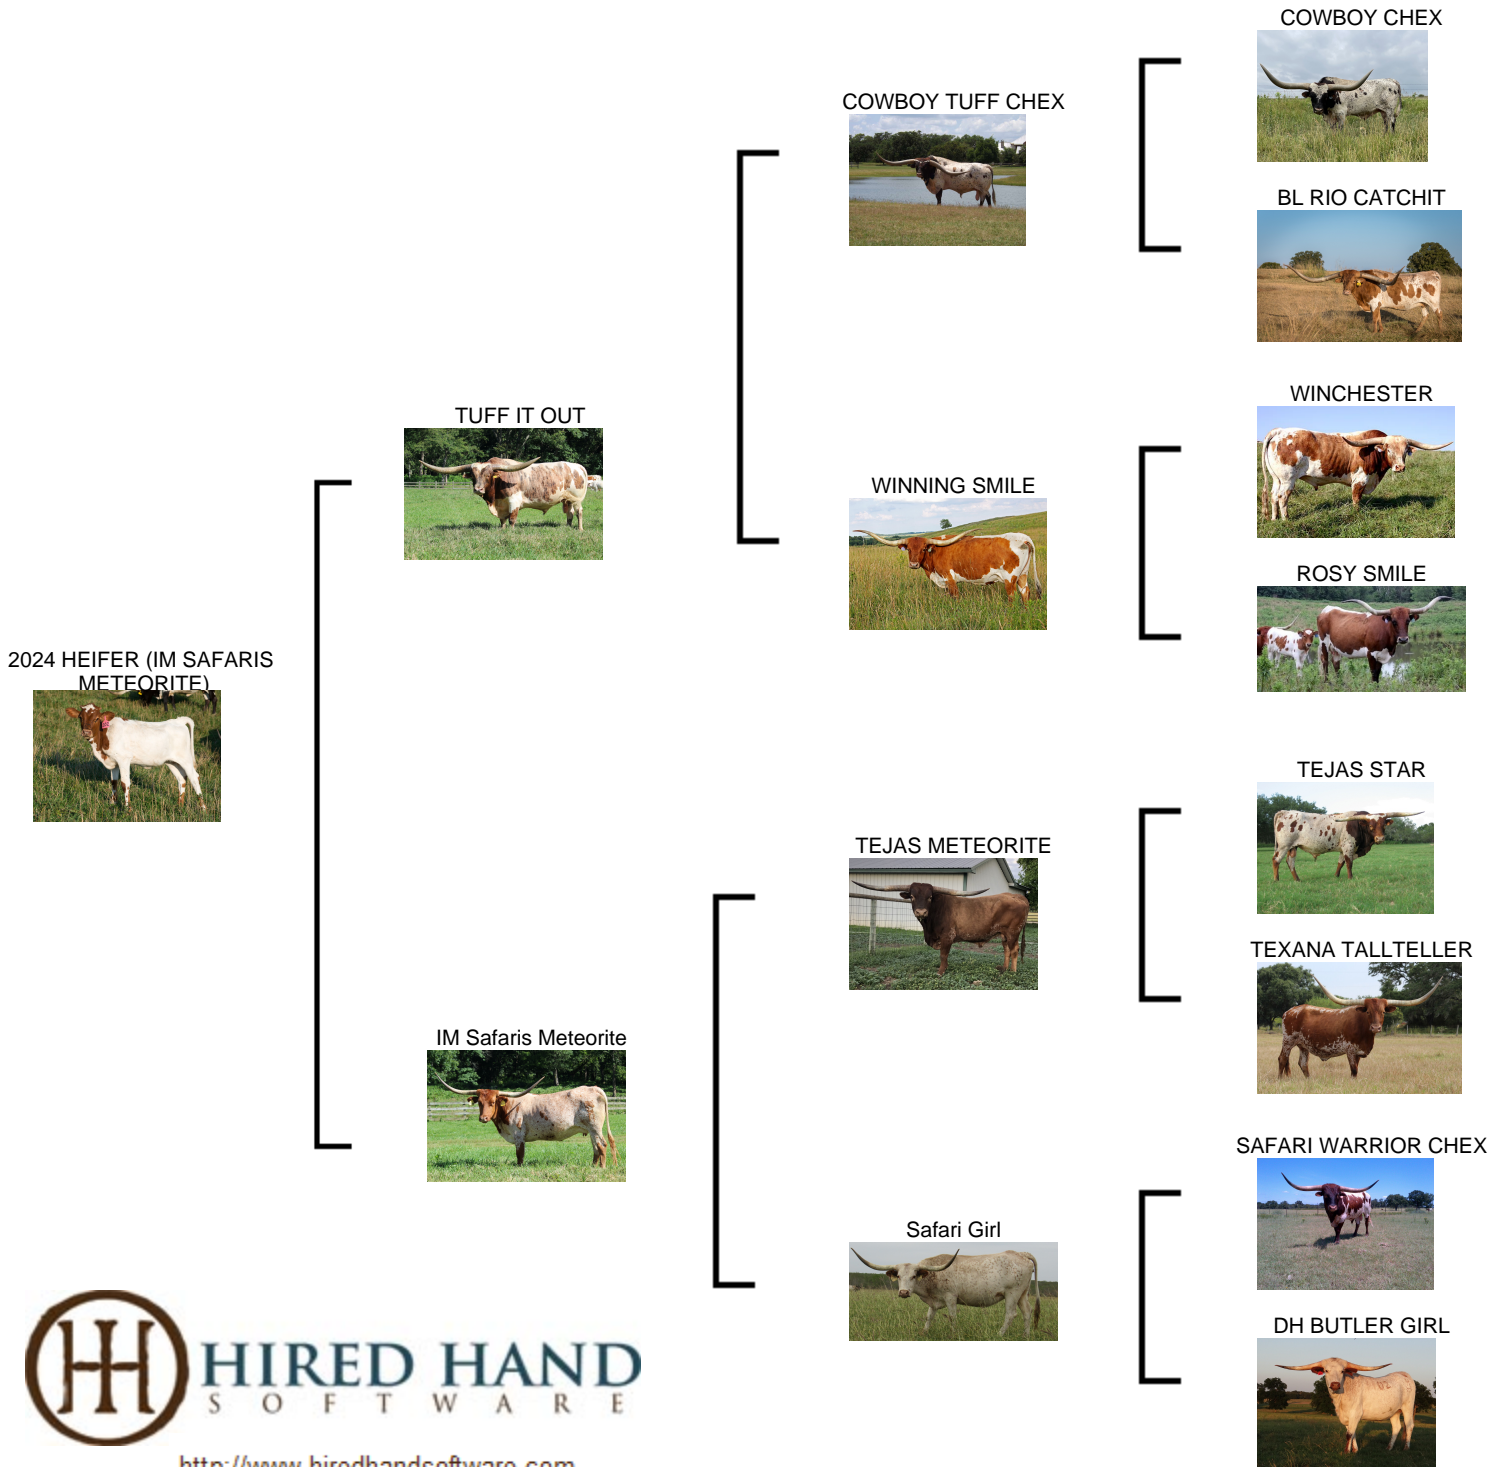 COWBOY CHEX
COWBOY TUFF CHEX
BL RIO CATCHIT
WINCHESTER
TUFF IT OUT
WINNING SMILE
ROSY SMILE
2024 HEIFER (IM SAFARIS
METEORITE)
TEJAS STAR
TEJAS METEORITE
TEXANA TALLTELLER
IM Safaris Meteorite
SAFARI WARRIOR CHEX
Safari Girl
DH BUTLER GIRL
HIRED HAND
SOFTWARE
http://www.hiredhandsoftware.com